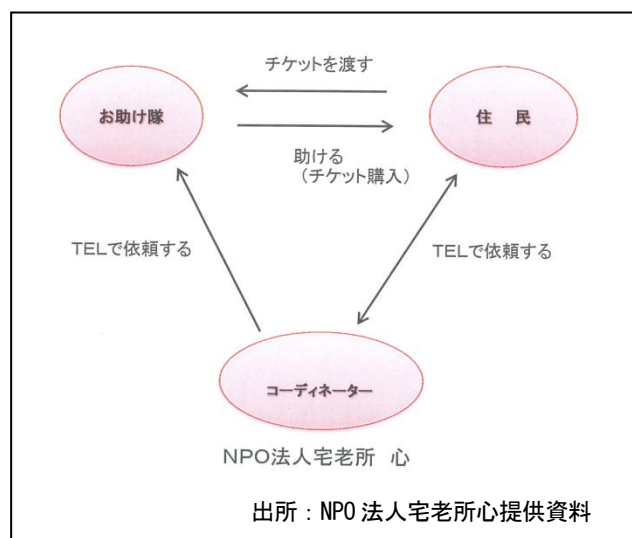 チケットを渡す
お助け隊
住　民
助ける
（チケット購入）
TELで依頼する
TELで依頼する
コーディネーター
NPO法人宅老所　心
出所：NPO法人宅老所心提供資料